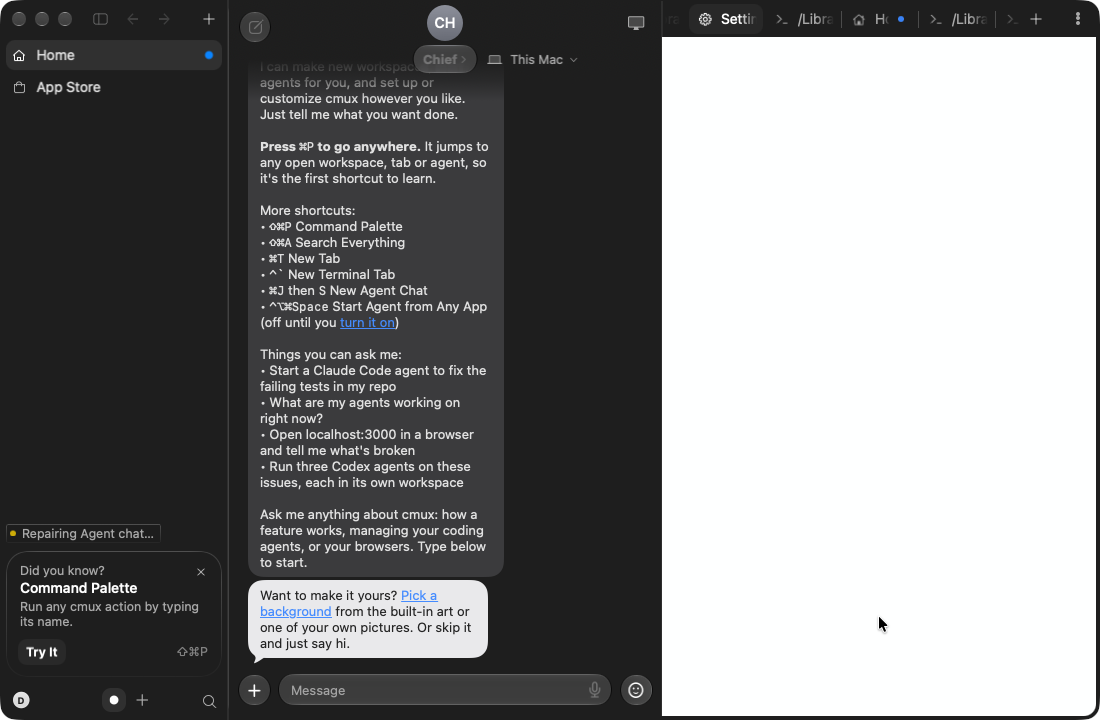 Home
App Store
Repairing Agent chat...
Did you know?
Command Palette
Run any cmux action by typing
its name.
Try It
⇧⌘P
D
CH
Chief
This Mac
I can make new
agents for you, and set up or
customize cmux however you like.
Just tell me what you want done.
Press ⌘P to go anywhere. It jumps to
any open workspace, tab or agent, so
it's the first shortcut to learn.
More shortcuts:
• ⇧⌘P Command Palette
• ⇧⌘A Search Everything
• ⌘T New Tab
• ^` New Terminal Tab
• ⌘J then S New Agent Chat
• ^⌥⌘Space Start Agent from Any App
(off until you turn it on)
Things you can ask me:
• Start a Claude Code agent to fix the
failing tests in my repo
• What are my agents working on
right now?
• Open localhost:3000 in a browser
and tell me what's broken
• Run three Codex agents on these
issues, each in its own workspace
Ask me anything about cmux: how a
feature works, managing your coding
agents, or your browsers. Type below
to start.
Want to make it yours? Pick a
background from the built-in art or
one of your own pictures. Or skip it
and just say hi.
Message
Settin
/Libra
/Libra